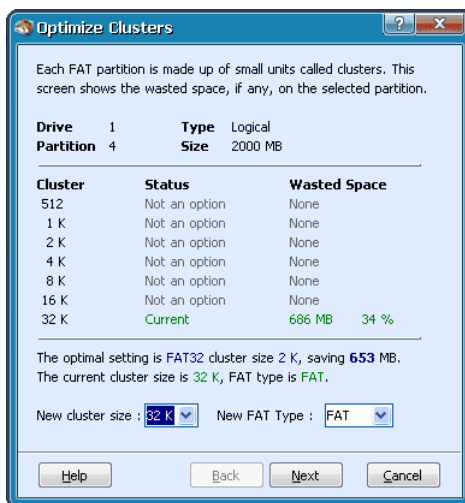 Optimize Clusters
Each FAT partition is made up of small units called clusters. This
screen shows the wasted space, if any, on the selected partition.
Drive 1 Type Logical
Partition 4 Size 2000 MB
Cluster Status Wasted Space
512 Not an option None
1 K Not an option None
2 K Not an option None
4 K Not an option None
8 K Not an option None
16 K Not an option None
32 K Current 686 MB 34 %
The optimal setting is FAT32 cluster size 2 K, saving 653 MB.
The current cluster size is 32 K, FAT type is FAT.
New cluster size : 32 K New FAT Type : FAT
Help Back Next Cancel